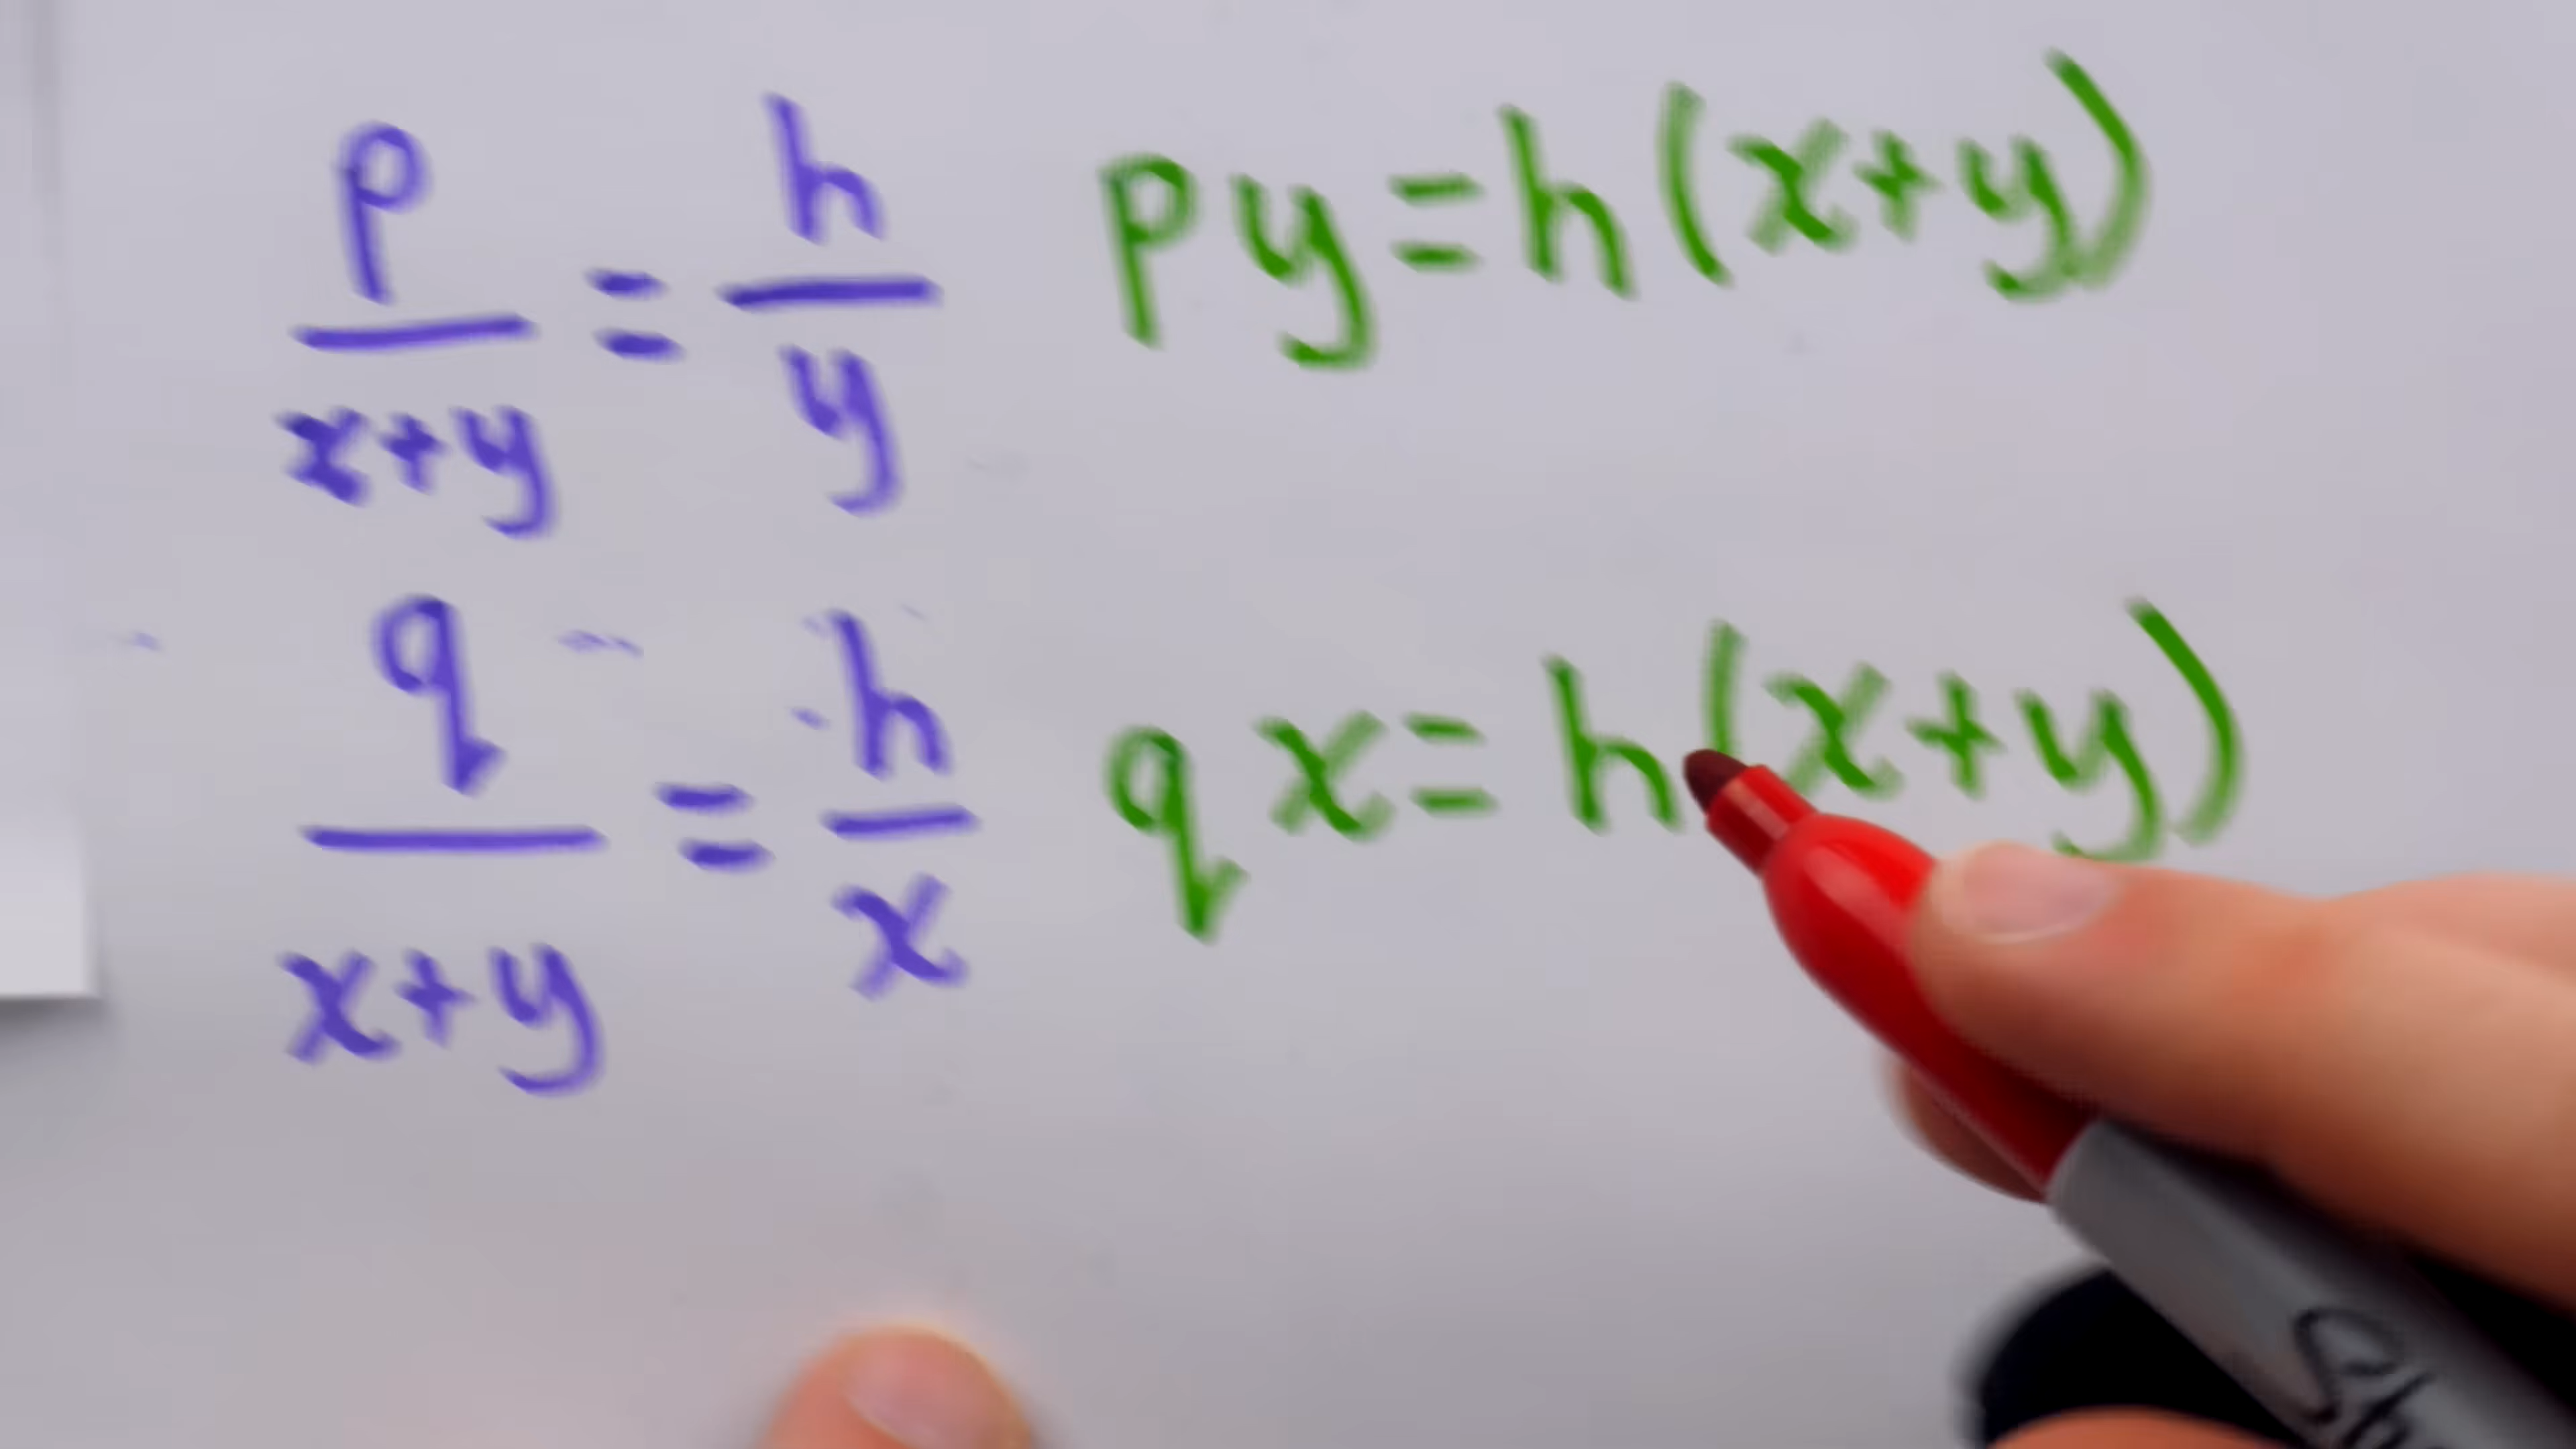 p/(x+y) = h/y
py=h(x+y)
q/(x+y) = h/x
qx=h(x+y)